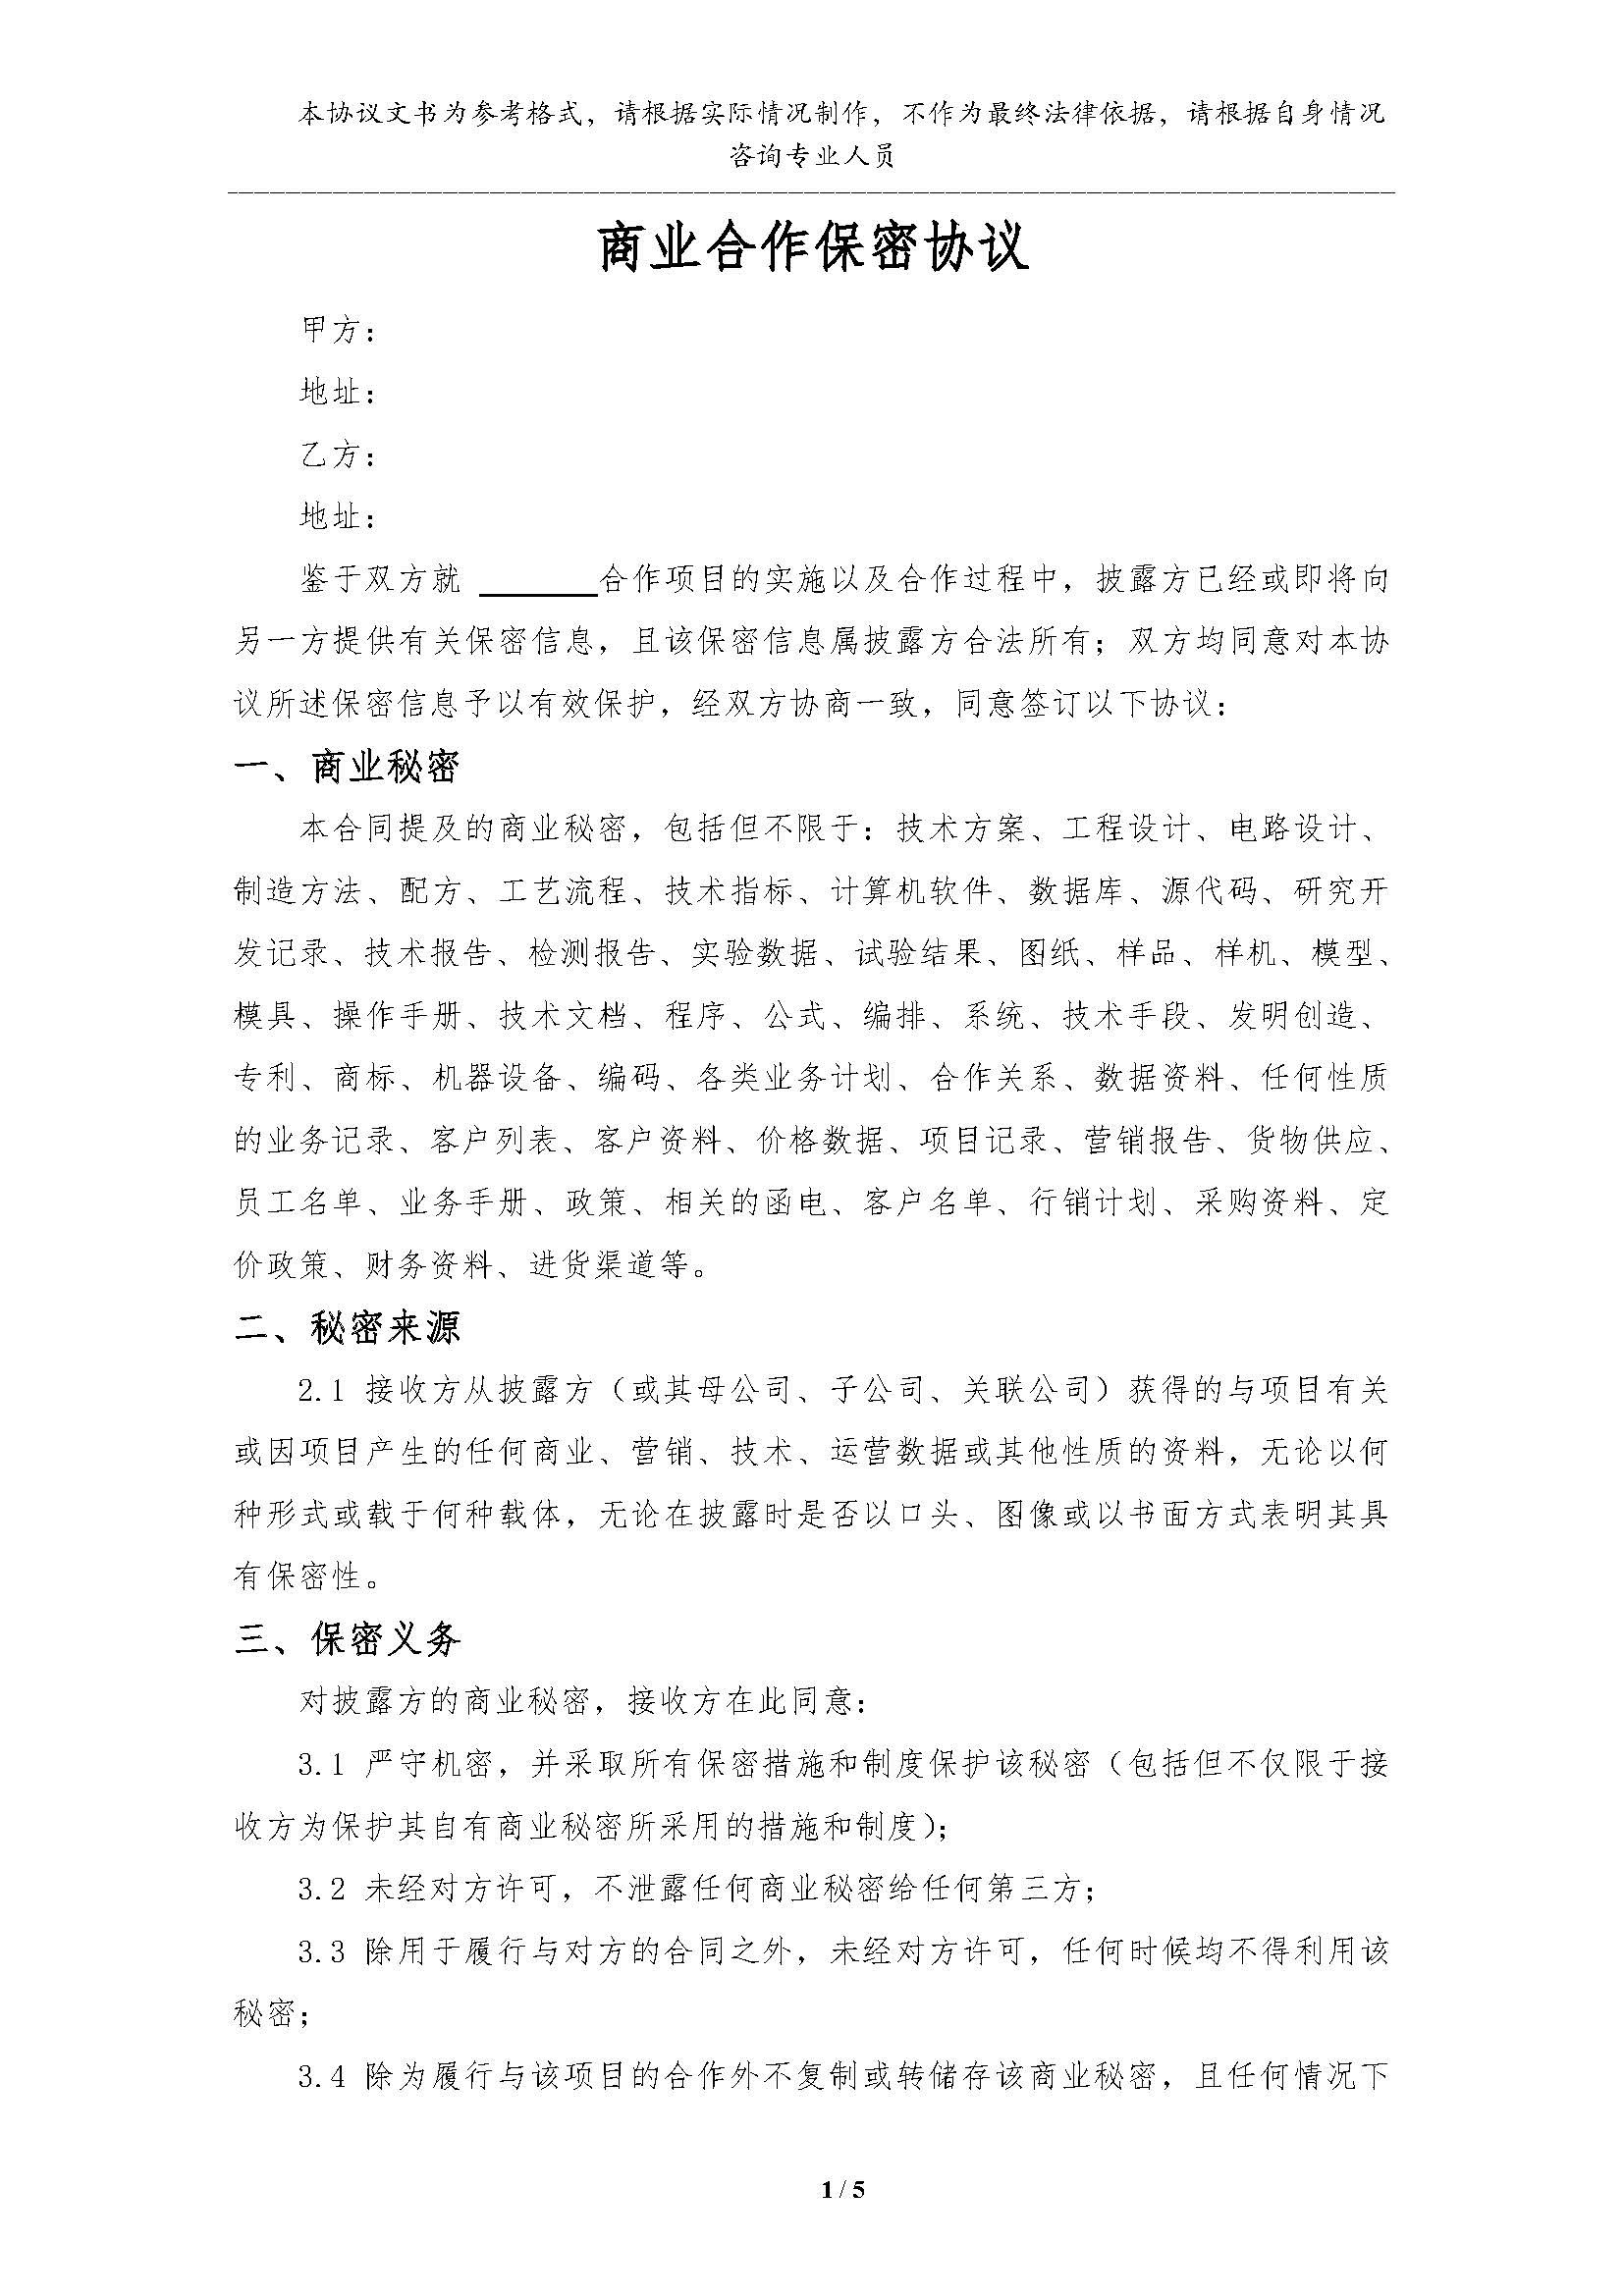 本协议文书为参考格式，请根据实际情况制作，不作为最终法律依据，请根据自身情况
咨询专业人员
商业合作保密协议
甲方：
地址：
乙方：
地址：
鉴于双方就 ________合作项目的实施以及合作过程中，披露方已经或即将向
另一方提供有关保密信息，且该保密信息属披露方合法所有；双方均同意对本协
议所述保密信息予以有效保护，经双方协商一致，同意签订以下协议：
一、商业秘密
本合同提及的商业秘密，包括但不限于：技术方案、工程设计、电路设计、
制造方法、配方、工艺流程、技术指标、计算机软件、数据库、源代码、研究开
发记录、技术报告、检测报告、实验数据、试验结果、图纸、样品、样机、模型、
模具、操作手册、技术文档、程序、公式、编排、系统、技术手段、发明创造、
专利、商标、机器设备、编码、各类业务计划、合作关系、数据资料、任何性质
的业务记录、客户列表、客户资料、价格数据、项目记录、营销报告、货物供应、
员工名单、业务手册、政策、相关的函电、客户名单、行销计划、采购资料、定
价政策、财务资料、进货渠道等。
二、秘密来源
2.1 接收方从披露方（或其母公司、子公司、关联公司）获得的与项目有关
或因项目产生的任何商业、营销、技术、运营数据或其他性质的资料，无论以何
种形式或载于何种载体，无论在披露时是否以口头、图像或以书面方式表明其具
有保密性。
三、保密义务
对披露方的商业秘密，接收方在此同意：
3.1 严守机密，并采取所有保密措施和制度保护该秘密（包括但不仅限于接
收方为保护其自有商业秘密所采用的措施和制度）；
3.2 未经对方许可，不泄露任何商业秘密给任何第三方；
3.3 除用于履行与对方的合同之外，未经对方许可，任何时候均不得利用该
秘密；
3.4 除为履行与该项目的合作外不复制或转储存该商业秘密，且任何情况下
1 / 5